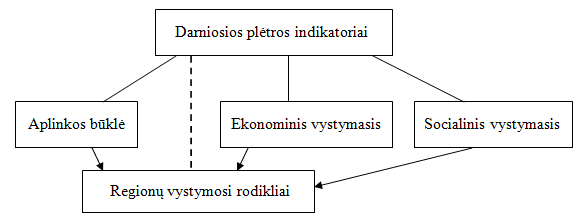 Darniosios plėtros indikatoriai
Aplinkos būklė
Ekonominis vystymasis
Socialinis vystymasis
Regionų vystymosi rodikliai